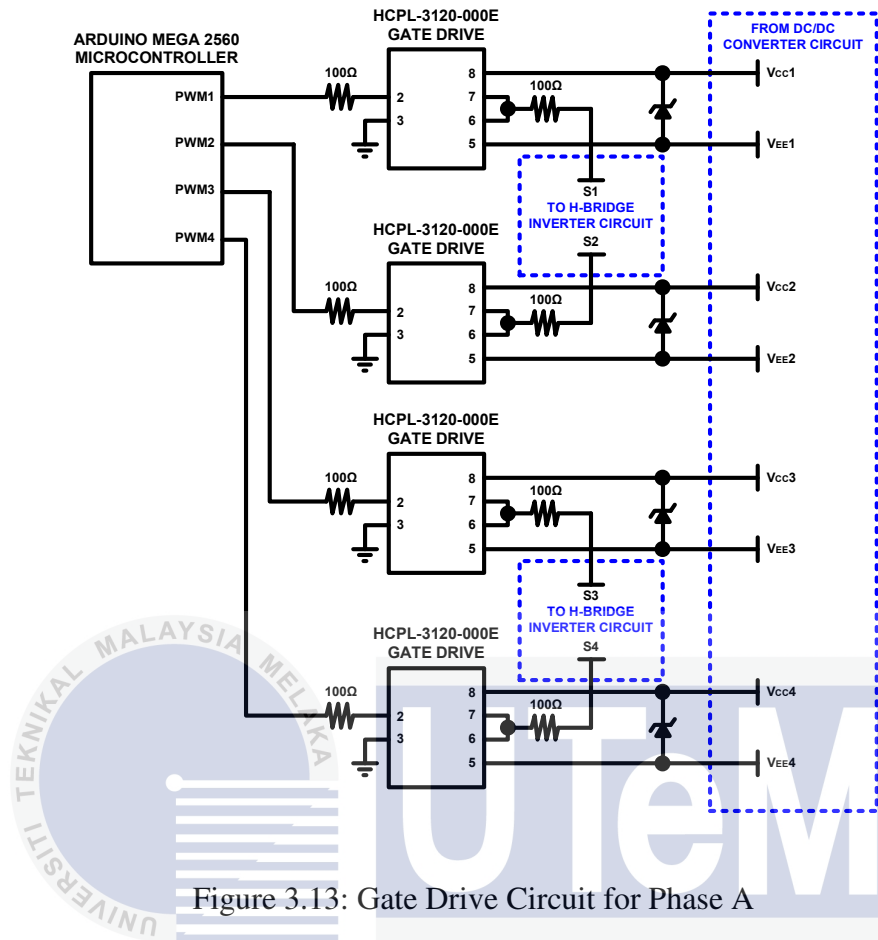 HCPL-3120-000E
GATE DRIVE
FROM DC/DC
CONVERTER CIRCUIT
ARDUINO MEGA 2560
MICROCONTROLLER
100Ω
8
100Ω
VCC1
PWM1
2
7
3
6
PWM2
5
VEE1
PWM3
S1
TO H-BRIDGE
INVERTER CIRCUIT
PWM4
HCPL-3120-000E
GATE DRIVE
S2
100Ω
8
100Ω
VCC2
2
7
3
6
5
VEE2
HCPL-3120-000E
GATE DRIVE
100Ω
8
100Ω
VCC3
2
7
3
6
5
VEE3
S3
TO H-BRIDGE
INVERTER CIRCUIT
HCPL-3120-000E
GATE DRIVE
S4
100Ω
8
100Ω
VCC4
2
7
3
6
5
VEE4
UNIVERSITI TEKNIKAL MALAYSIA MELAKA
UTeM
Figure 3.13: Gate Drive Circuit for Phase A